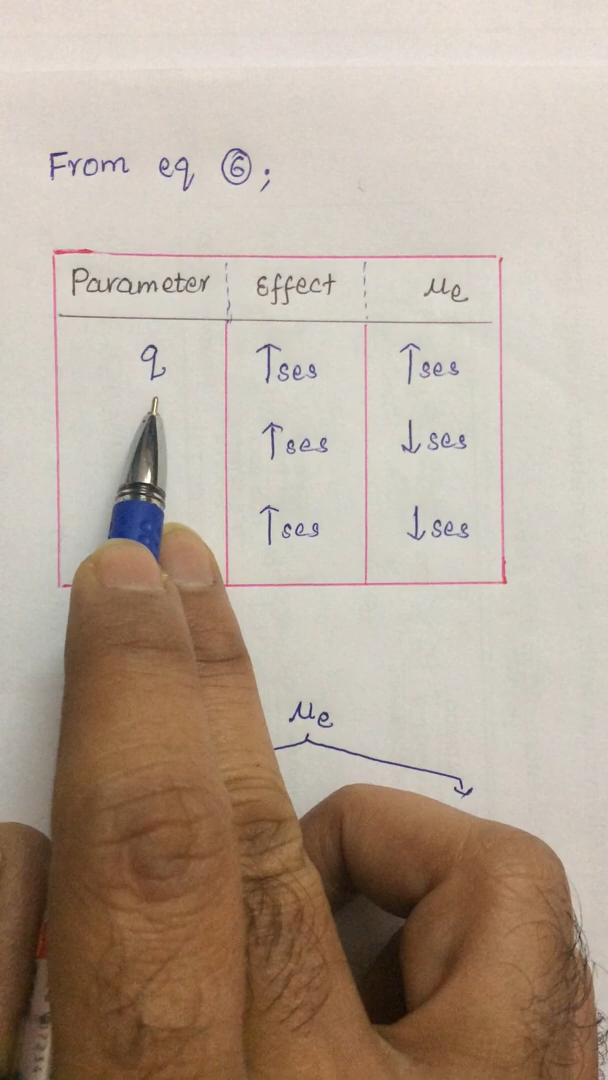 From eq ⑥;
Parameter Effect μe
q ↑ses ↑ses
↑ses ↓ses
↑ses ↓ses
μe